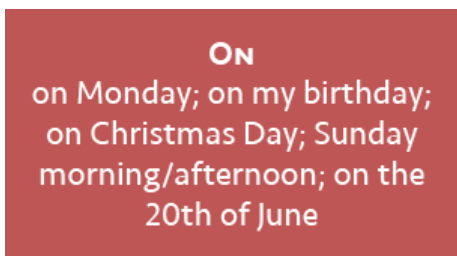 On
on Monday; on my birthday;
on Christmas Day; Sunday
morning/afternoon; on the
20th of June